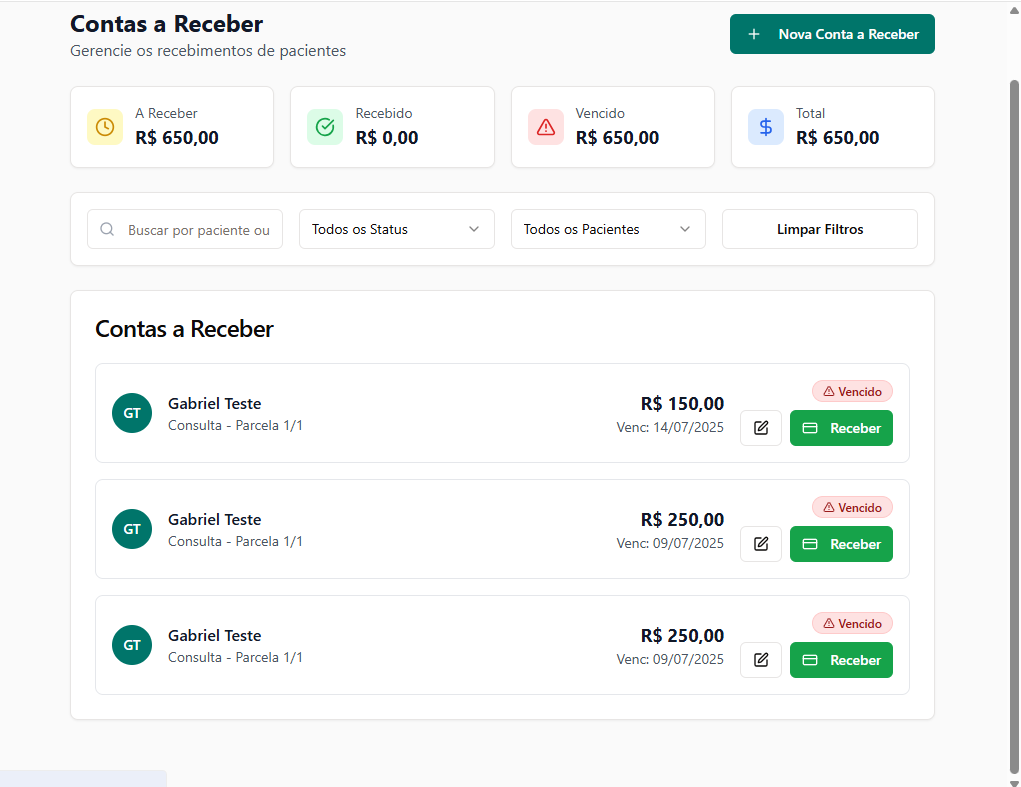 Contas a Receber
Gerencie os recebimentos de pacientes
Nova Conta a Receber
A Receber
R$ 650,00
Recebido
R$ 0,00
Vencido
R$ 650,00
Total
R$ 650,00
Buscar por paciente ou
Todos os Status
Todos os Pacientes
Limpar Filtros
Contas a Receber
GT
Gabriel Teste
Consulta - Parcela 1/1
R$ 150,00
Venc: 14/07/2025
Vencido
Receber
GT
Gabriel Teste
Consulta - Parcela 1/1
R$ 250,00
Venc: 09/07/2025
Vencido
Receber
GT
Gabriel Teste
Consulta - Parcela 1/1
R$ 250,00
Venc: 09/07/2025
Vencido
Receber